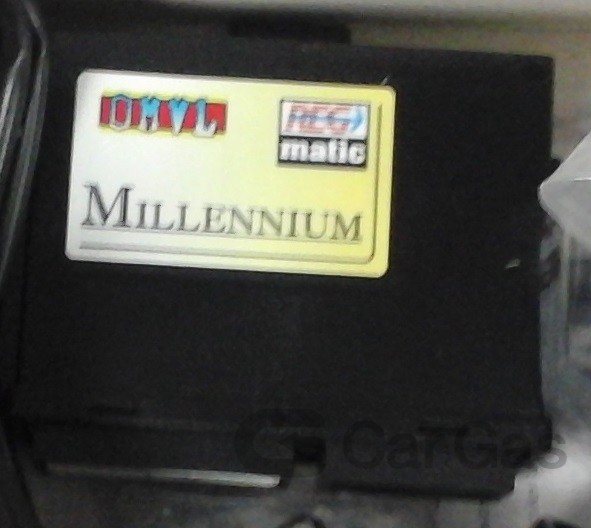 OMVL
REG
matic
MILLENNIUM
CarGas